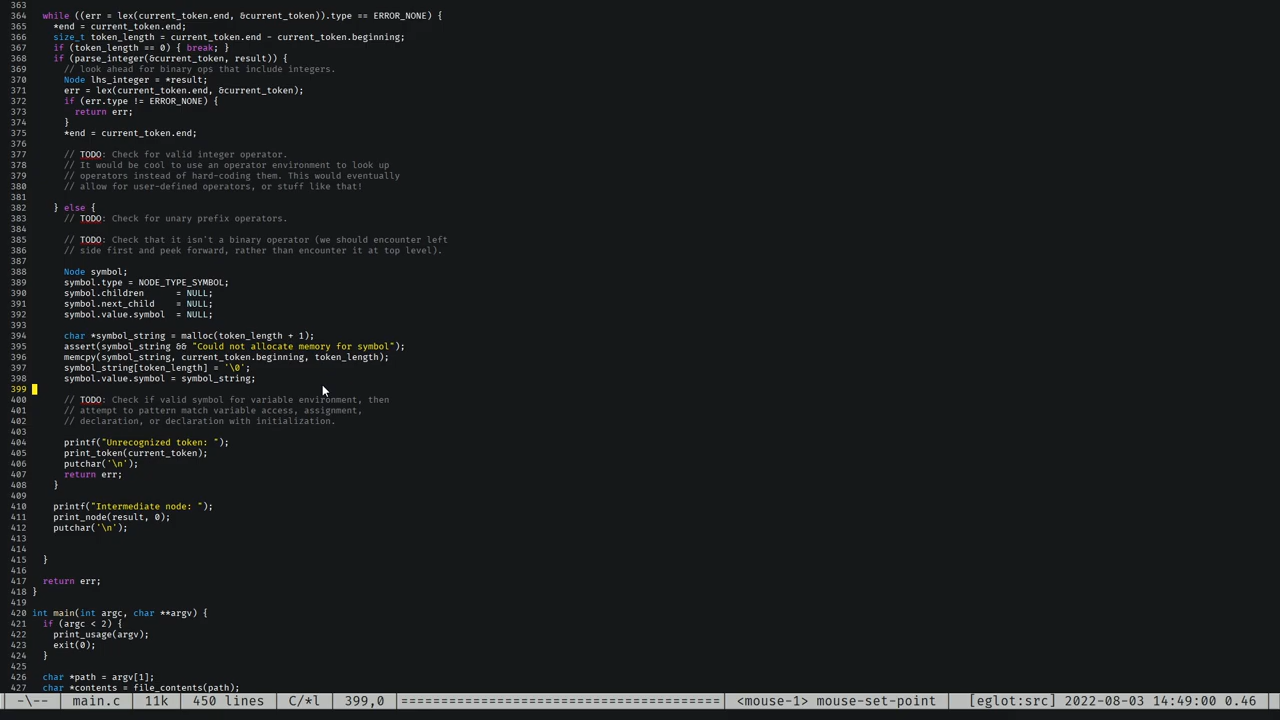 363
364   while ((err = lex(current_token.end, &current_token)).type == ERROR_NONE) {
365     *end = current_token.end;
366     size_t token_length = current_token.end - current_token.beginning;
367     if (token_length == 0) { break; }
368     if (parse_integer(&current_token, result)) {
369       // look ahead for binary ops that include integers.
370       Node lhs_integer = *result;
371       err = lex(current_token.end, &current_token);
372       if (err.type != ERROR_NONE) {
373         return err;
374       }
375       *end = current_token.end;
376
377       // TODO: Check for valid integer operator.
378       // It would be cool to use an operator environment to look up
379       // operators instead of hard-coding them. This would eventually
380       // allow for user-defined operators, or stuff like that!
381
382     } else {
383       // TODO: Check for unary prefix operators.
384
385       // TODO: Check that it isn't a binary operator (we should encounter left
386       // side first and peek forward, rather than encounter it at top level).
387
388       Node symbol;
389       symbol.type = NODE_TYPE_SYMBOL;
390       symbol.children      = NULL;
391       symbol.next_child    = NULL;
392       symbol.value.symbol  = NULL;
393
394       char *symbol_string = malloc(token_length + 1);
395       assert(symbol_string && "Could not allocate memory for symbol");
396       memcpy(symbol_string, current_token.beginning, token_length);
397       symbol_string[token_length] = '\0';
398       symbol.value.symbol = symbol_string;
399
400       // TODO: Check if valid symbol for variable environment, then
401       // attempt to pattern match variable access, assignment,
402       // declaration, or declaration with initialization.
403
404       printf("Unrecognized token: ");
405       print_token(current_token);
406       putchar('\n');
407       return err;
408     }
409
410     printf("Intermediate node: ");
411     print_node(result, 0);
412     putchar('\n');
413
414
415   }
416
417   return err;
418 }
419
420 int main(int argc, char **argv) {
421   if (argc < 2) {
422     print_usage(argv);
423     exit(0);
424   }
425
426   char *path = argv[1];
427   char *contents = file_contents(path);
-\-- main.c 11k 450 lines C/*l 399,0 ======================================== <mouse-1> mouse-set-point [eglot:src] 2022-08-03 14:49:00 0.46